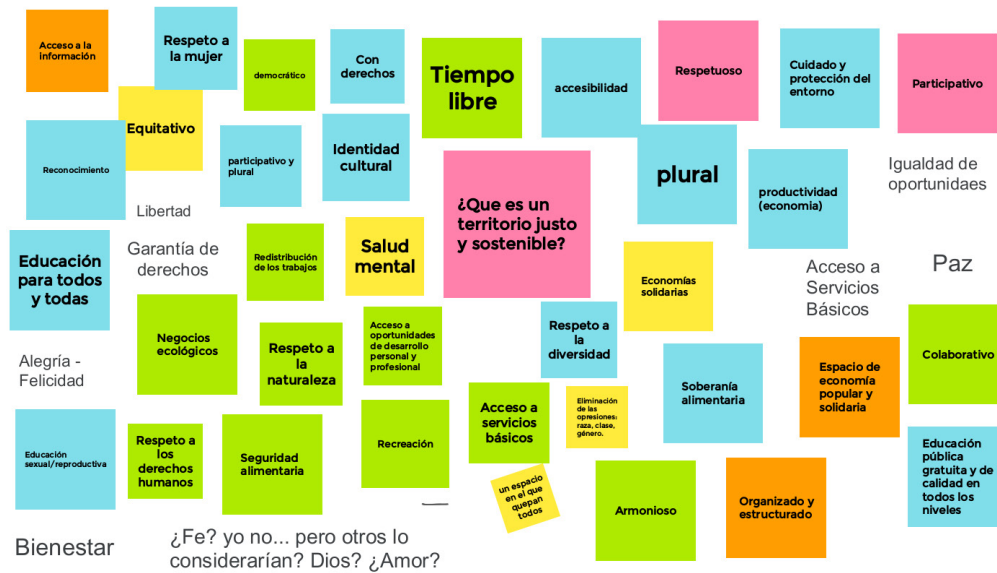 Acceso a la
información
Respeto a
la mujer
democrático
Con
derechos
Tiempo
libre
accesibilidad
Respetuoso
Cuidado y
protección del
entorno
Participativo
Equitativo
Reconocimiento
participativo y
plural
Identidad
cultural
¿Que es un
territorio justo
y sostenible?
plural
productividad
(economia)
Igualdad de
oportunidaes
Libertad
Garantía de
derechos
Educación
para todos
y todas
Redistribución
de los trabajos
Salud
mental
Economías
solidarias
Acceso a
Servicios
Básicos
Paz
Negocios
ecológicos
Respeto a
la
naturaleza
Acceso a
oportunidades
de desarrollo
personal y
profesional
Respeto a
la
diversidad
Soberanía
alimentaria
Espacio de
economía
popular y
solidaria
Colaborativo
Alegría -
Felicidad
Educación
sexual/reproductiva
Respeto a
los
derechos
humanos
Seguridad
alimentaria
Recreación
Acceso a
servicios
básicos
Eliminación
de las
opresiones:
raza, clase,
género.
un espacio
en el que
quepan
todos
Armonioso
Organizado y
estructurado
Educación
pública
gratuita y de
calidad en
todos los
niveles
Bienestar
¿Fe? yo no... pero otros lo
considerarían? Dios? ¿Amor?